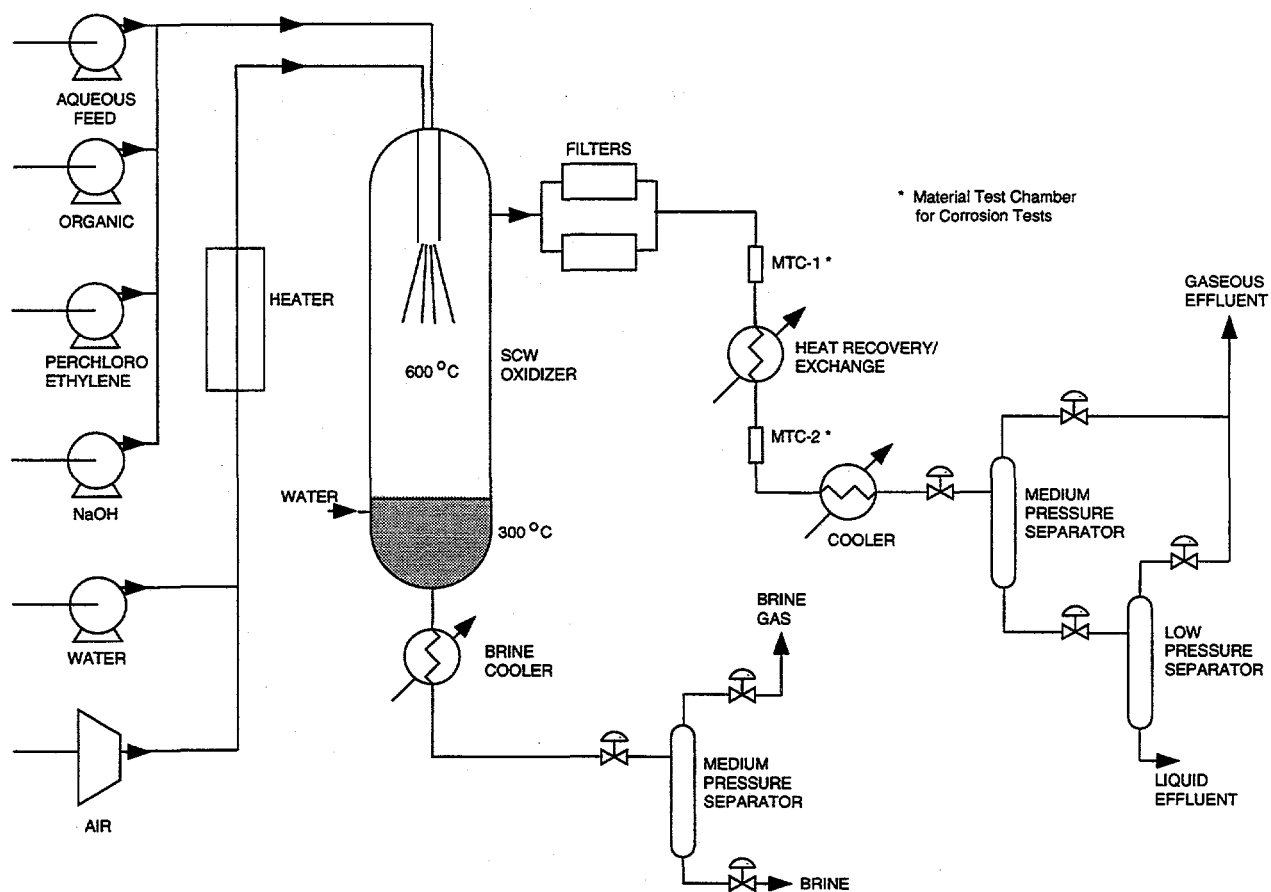 AQUEOUS
FEED
ORGANIC
PERCHLORO
ETHYLENE
NaOH
WATER
AIR
HEATER
600 °C
SCW
OXIDIZER
WATER
300 °C
FILTERS
* Material Test Chamber
for Corrosion Tests
MTC-1 *
HEAT RECOVERY/
EXCHANGE
MTC-2 *
COOLER
GASEOUS
EFFLUENT
MEDIUM
PRESSURE
SEPARATOR
LOW
PRESSURE
SEPARATOR
LIQUID
EFFLUENT
BRINE
COOLER
BRINE
GAS
MEDIUM
PRESSURE
SEPARATOR
BRINE